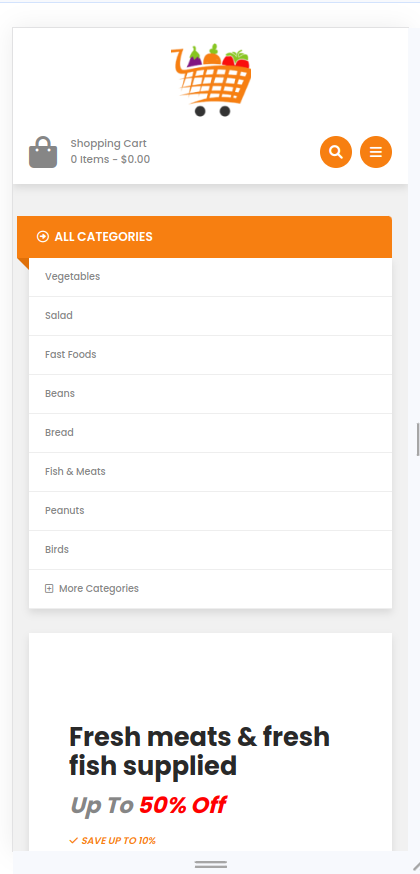 Shopping Cart
0 Items - $0.00
ALL CATEGORIES
Vegetables
Salad
Fast Foods
Beans
Bread
Fish & Meats
Peanuts
Birds
More Categories
Fresh meats & fresh
fish supplied
Up To 50% Off
SAVE UP TO 10%